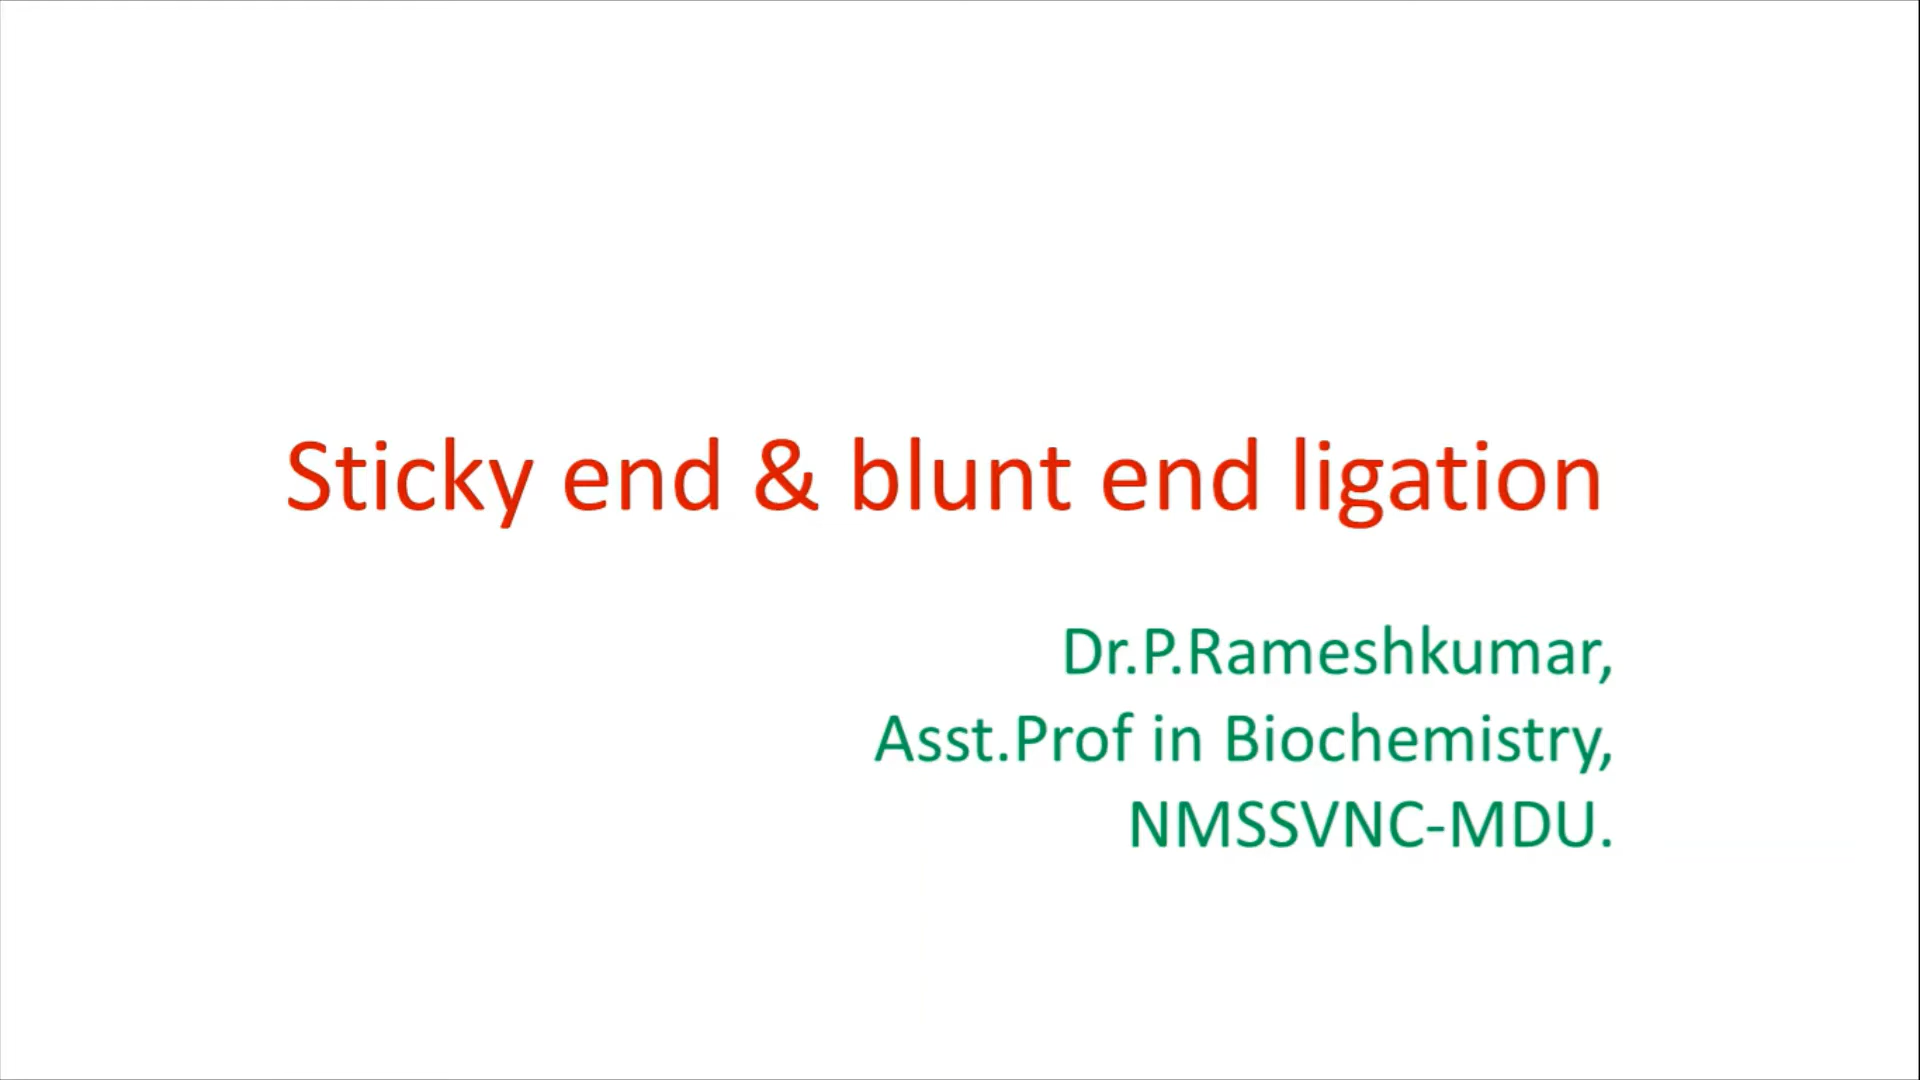 Sticky end & blunt end ligation
Dr.P.Rameshkumar,
Asst.Prof in Biochemistry,
NMSSVNC-MDU.